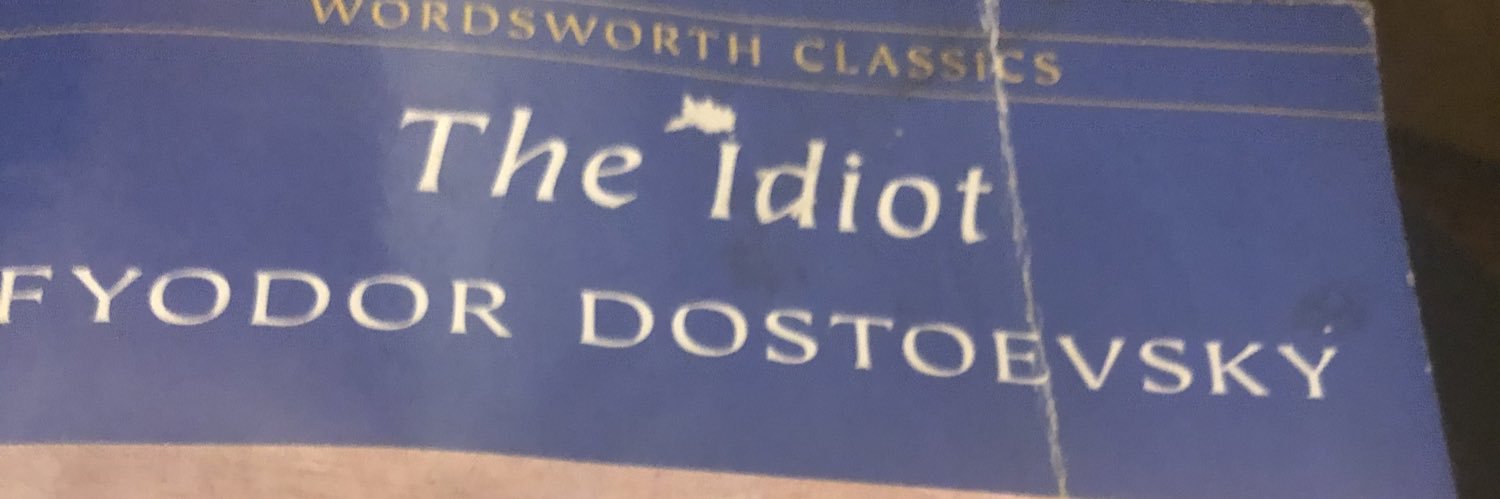 WORDSWORTH CLASSICS
The Idiot
FYODOR DOSTOEVSKY